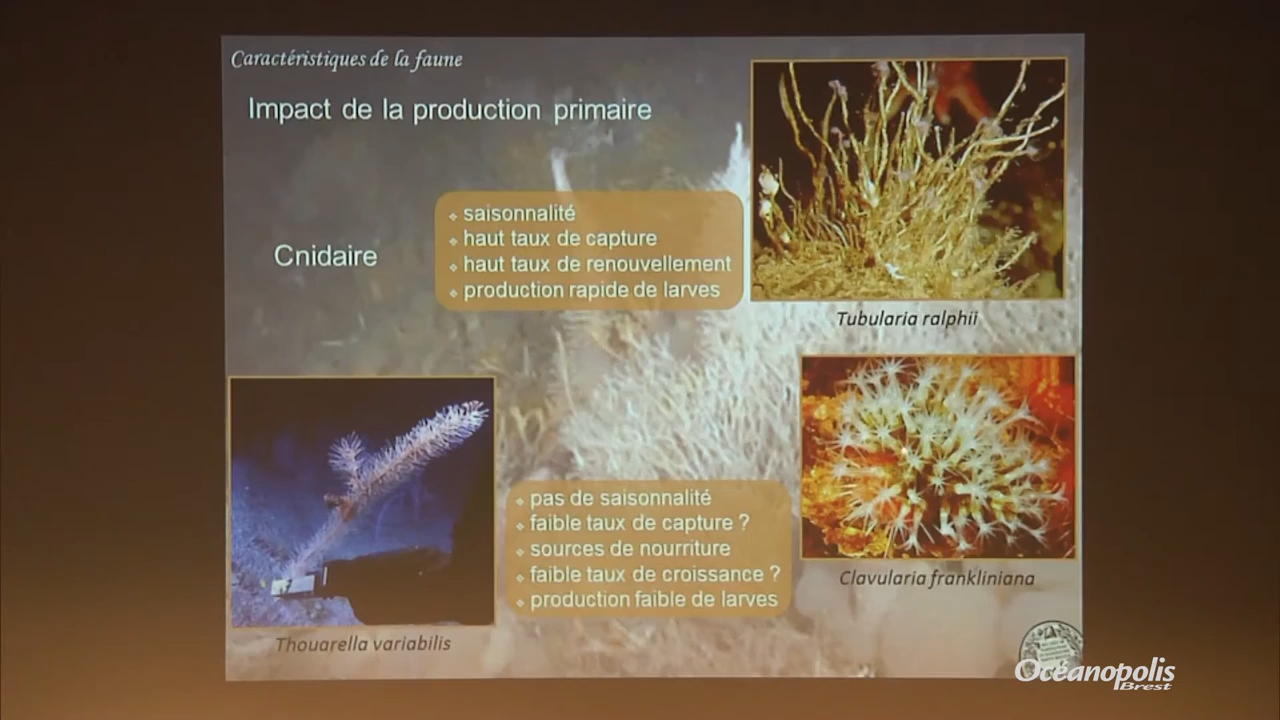 Caractéristiques de la faune
Impact de la production primaire
Cnidaire
❖ saisonnalité
❖ haut taux de capture
❖ haut taux de renouvellement
❖ production rapide de larves
Tubularia ralphii
❖ pas de saisonnalité
❖ faible taux de capture ?
❖ sources de nourriture
❖ faible taux de croissance ?
❖ production faible de larves
Clavularia frankliniana
Thouarella variabilis
Océanopolis
Brest